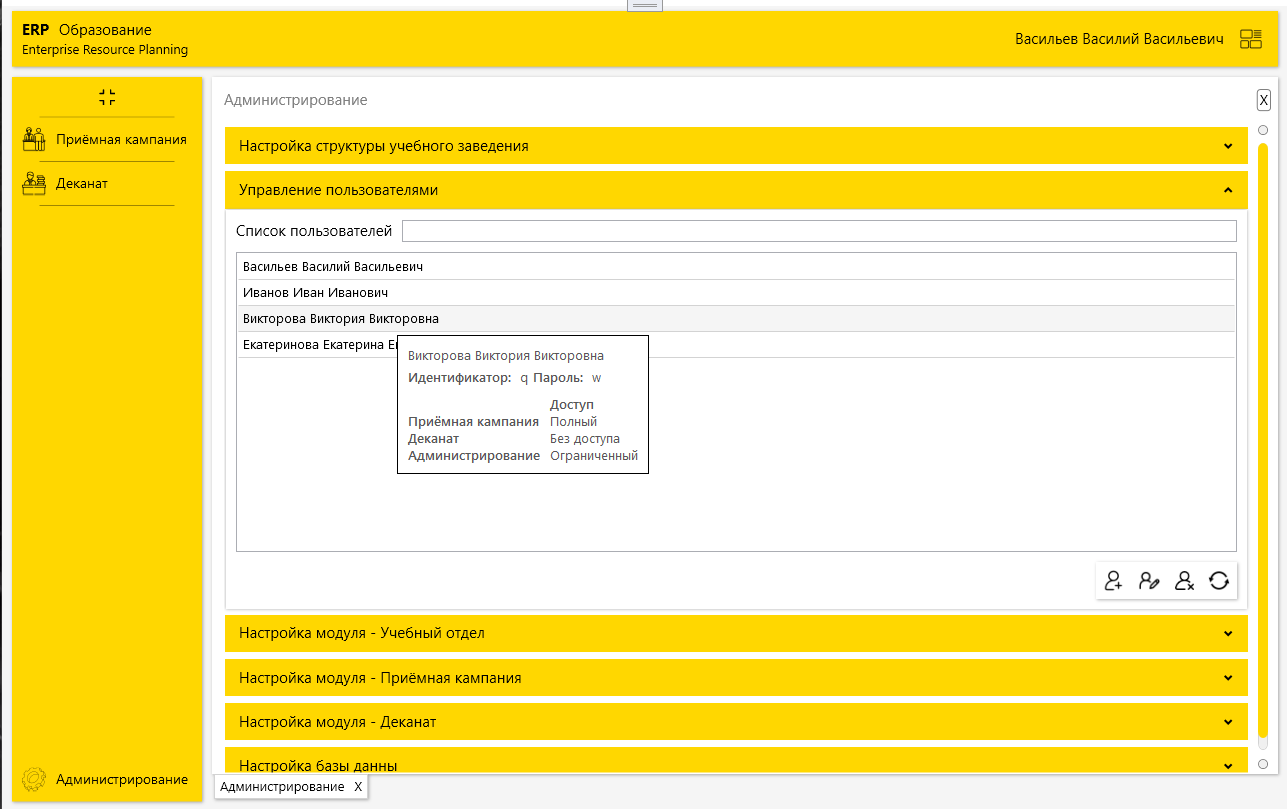 ERP Образование
Enterprise Resource Planning
Васильев Василий Васильевич
Приёмная кампания
Деканат
Администрирование
Администрирование
X
Настройка структуры учебного заведения
Управление пользователями
Список пользователей
Васильев Василий Васильевич
Иванов Иван Иванович
Викторова Виктория Викторовна
Екатеринова Екатерина
Викторова Виктория Викторовна
Идентификатор: q Пароль: w
Доступ
Приёмная кампания Полный
Деканат Без доступа
Администрирование Ограниченный
Настройка модуля - Учебный отдел
Настройка модуля - Приёмная кампания
Настройка модуля - Деканат
Настройка базы данны
Администрирование X